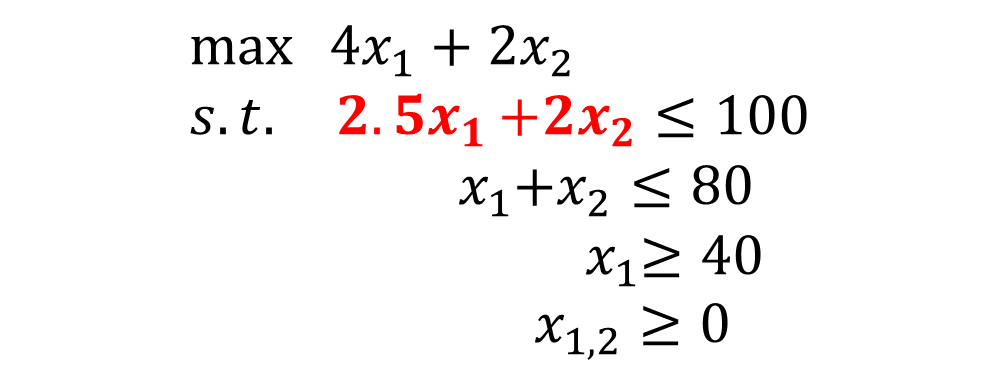 max 4x₁ + 2x₂
s.t. 2.5x₁ +2x₂ ≤ 100
x₁+x₂ ≤ 80
x₁≥ 40
x₁,₂ ≥ 0